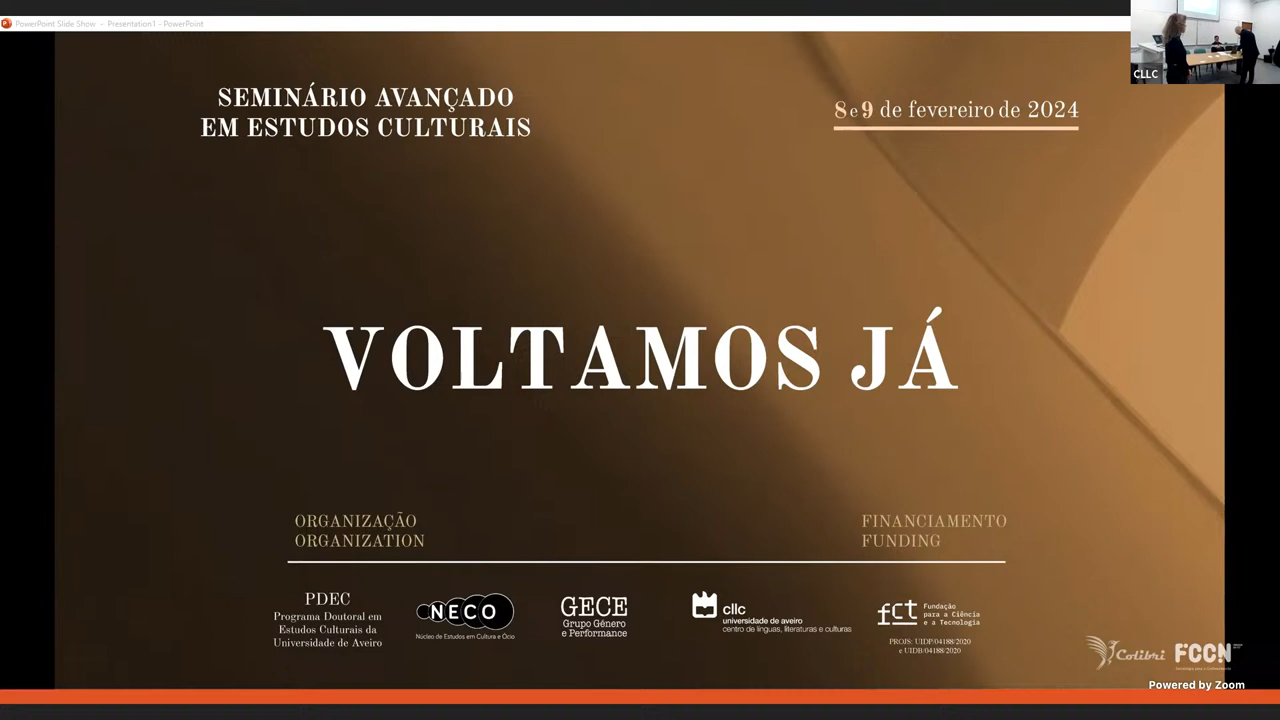 PowerPoint Slide Show - Presentation1 - PowerPoint
CLLC
SEMINÁRIO AVANÇADO
EM ESTUDOS CULTURAIS
8 e 9 de fevereiro de 2024
VOLTAMOS JÁ
ORGANIZAÇÃO
ORGANIZATION
FINANCIAMENTO
FUNDING
PDEC
Programa Doutoral em
Estudos Culturais da
Universidade de Aveiro
NECO
Núcleo de Estudos em Cultura e Ócio
GECE
Grupo Género
e Performance
cllc
universidade de aveiro
centro de línguas, literaturas e culturas
fct
Fundação
para a Ciência
e a Tecnologia
PROJS: UIDP/04188/2020
e UIDB/04188/2020
Colibri
FCCN
Powered by Zoom